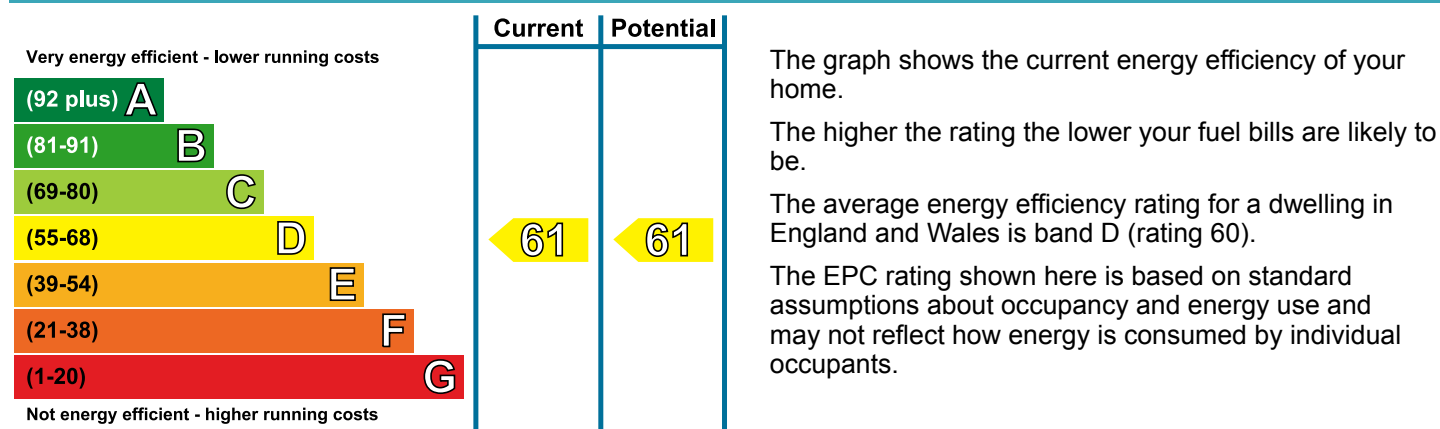 Current Potential
Very energy efficient - lower running costs
(92 plus) A
(81-91) B
(69-80) C
(55-68) D 61 61
(39-54) E
(21-38) F
(1-20) G
Not energy efficient - higher running costs
The graph shows the current energy efficiency of your
home.
The higher the rating the lower your fuel bills are likely to
be.
The average energy efficiency rating for a dwelling in
England and Wales is band D (rating 60).
The EPC rating shown here is based on standard
assumptions about occupancy and energy use and
may not reflect how energy is consumed by individual
occupants.